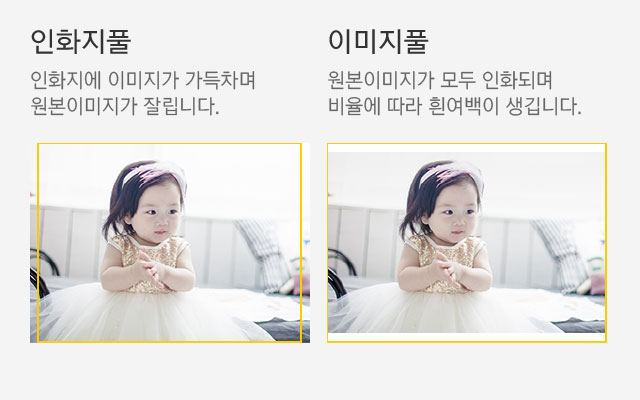 인화지풀
인화지에 이미지가 가득차며
원본이미지가 잘립니다.
이미지풀
원본이미지가 모두 인화되며
비율에 따라 흰여백이 생깁니다.